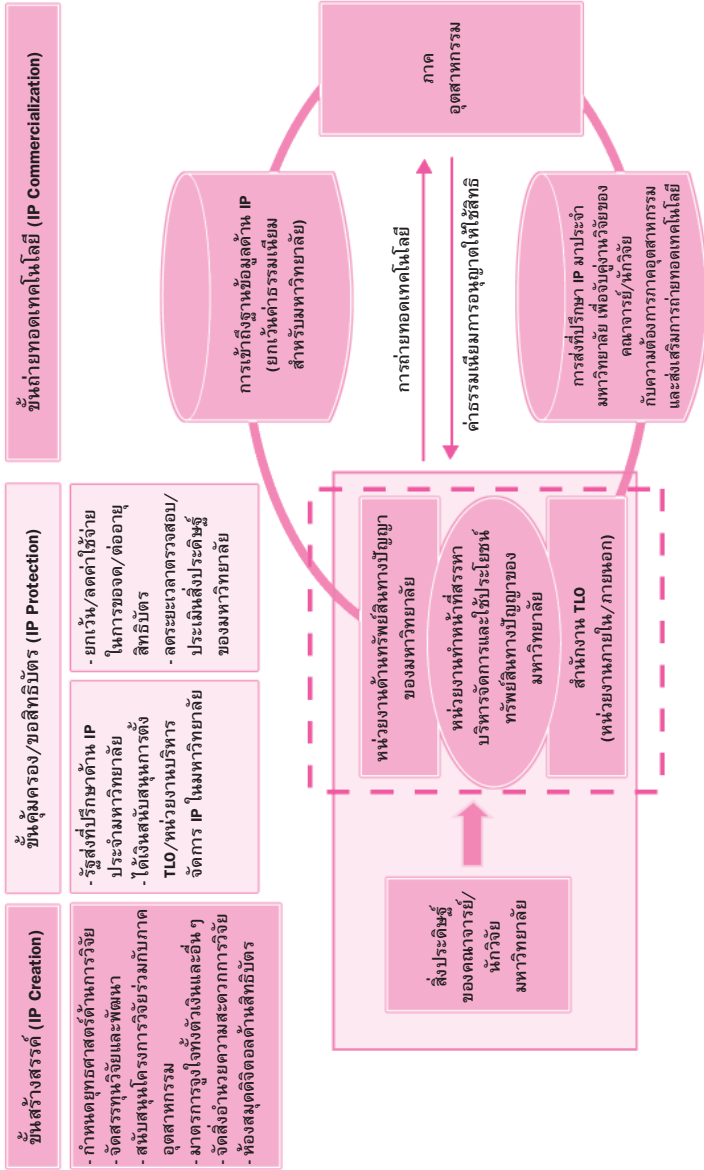 ขั้นสร้างสรรค์ (IP Creation)
- กำหนดยุทธศาสตร์ด้านการวิจัย
- จัดสรรทุนวิจัยและพัฒนา
- สนับสนุนโครงการวิจัยร่วมกับภาค
อุตสาหกรรม
- มาตรการจูงใจทั้งตัวเงินและอื่น ๆ
- จัดสิ่งอำนวยความสะดวกการวิจัย
- ห้องสมุดดิจิตอลด้านสิทธิบัตร
ขั้นคุ้มครอง/ขอสิทธิบัตร (IP Protection)
- รัฐส่งที่ปรึกษาด้าน IP
ประจำมหาวิทยาลัย
- ได้เงินสนับสนุนการตั้ง
TLO/หน่วยงานบริหาร
จัดการ IP ในมหาวิทยาลัย
- ยกเว้น/ลดค่าใช้จ่าย
ในการขอจด/ต่ออายุ
สิทธิบัตร
- ลดระยะเวลาตรวจสอบ/
ประเมินสิ่งประดิษฐ์
ของมหาวิทยาลัย
ขั้นถ่ายทอดเทคโนโลยี (IP Commercialization)
สิ่งประดิษฐ์
ของคณาจารย์/
นักวิจัย
มหาวิทยาลัย
หน่วยงานด้านทรัพย์สินทางปัญญา
ของมหาวิทยาลัย
หน่วยงานทำหน้าที่สรรหา
บริหารจัดการและใช้ประโยชน์
ทรัพย์สินทางปัญญาของ
มหาวิทยาลัย
สำนักงาน TLO
(หน่วยงานภายใน/ภายนอก)
การเข้าถึงฐานข้อมูลด้าน IP
(ยกเว้นค่าธรรมเนียม
สำหรับมหาวิทยาลัย)
การถ่ายทอดเทคโนโลยี
ค่าธรรมเนียมการอนุญาตให้ใช้สิทธิ
การส่งที่ปรึกษา IP มาประจำ
มหาวิทยาลัย เพื่อจับคู่งานวิจัยของ
คณาจารย์/นักวิจัย
กับความต้องการภาคอุตสาหกรรม
และส่งเสริมการถ่ายทอดเทคโนโลยี
ภาค
อุตสาหกรรม